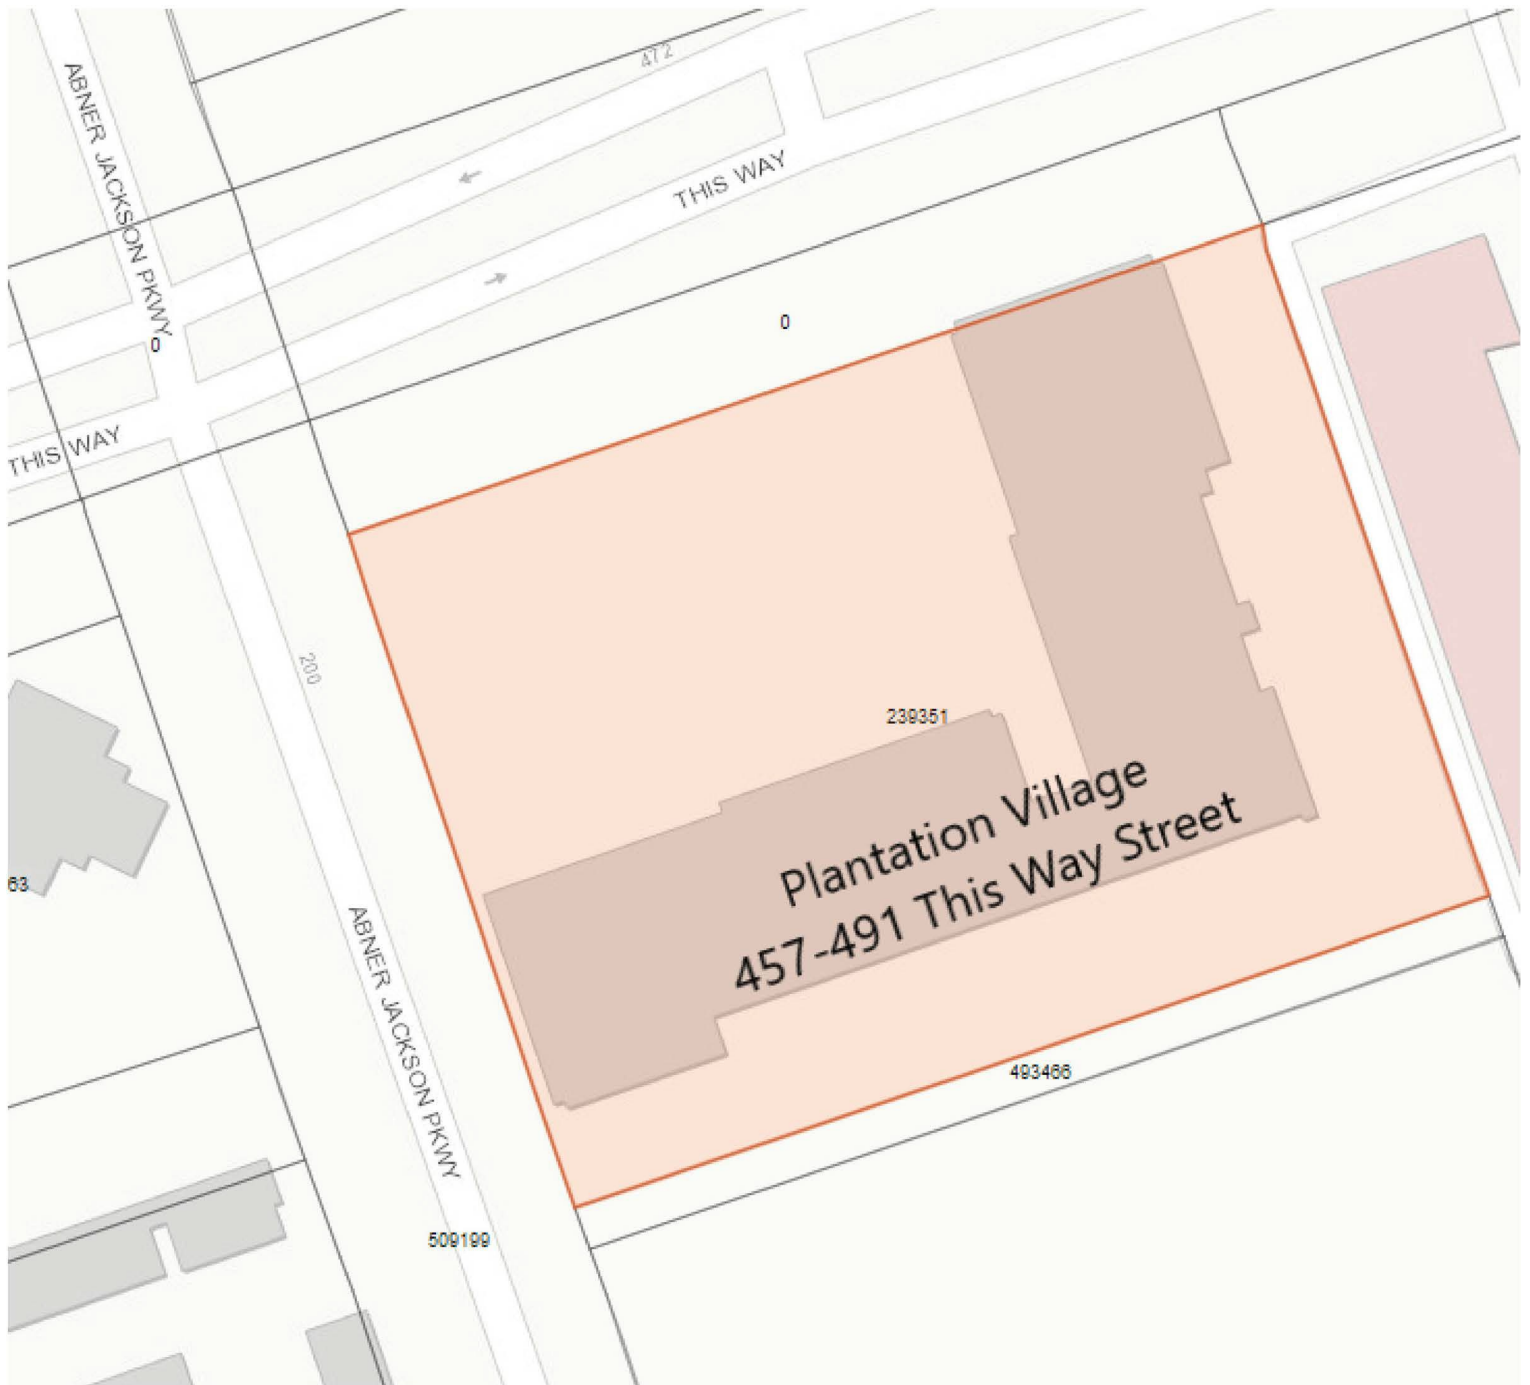 472
ABNER JACKSON PKWY
THIS WAY
0
0
THIS WAY
200
239351
Plantation Village
457-491 This Way Street
63
ABNER JACKSON PKWY
493466
509199